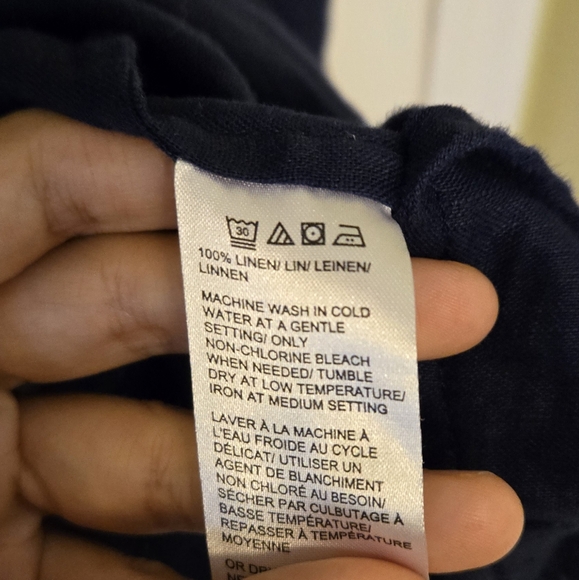 30
100% LINEN/ LIN/ LEINEN/
LINNEN
MACHINE WASH IN COLD
WATER AT A GENTLE
SETTING/ ONLY
NON-CHLORINE BLEACH
WHEN NEEDED/ TUMBLE
DRY AT LOW TEMPERATURE/
IRON AT MEDIUM SETTING
LAVER À LA MACHINE À
L'EAU FROIDE AU CYCLE
DÉLICAT/ UTILISER UN
AGENT DE BLANCHIMENT
NON CHLORÉ AU BESOIN/
SÉCHER PAR CULBUTAGE À
BASSE TEMPÉRATURE/
REPASSER À TEMPÉRATURE
MOYENNE
OR